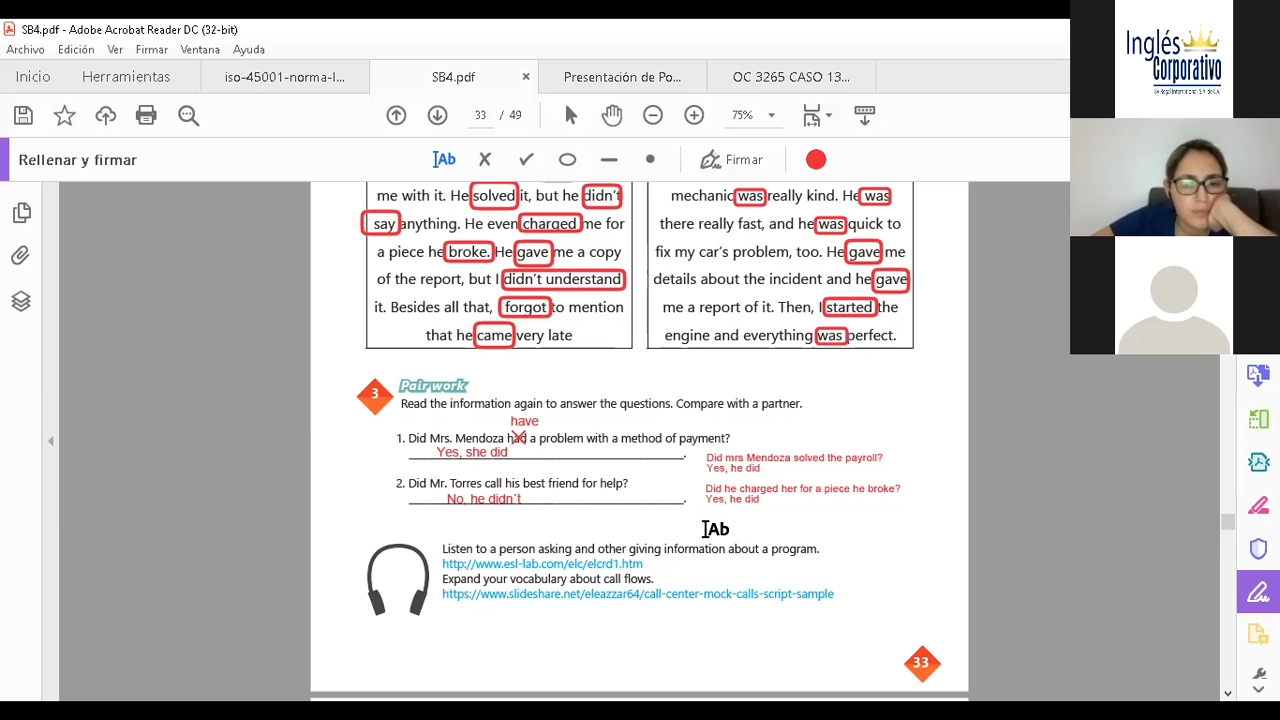 SB4.pdf - Adobe Acrobat Reader DC (32-bit)
Archivo Edición Ver Firmar Ventana Ayuda
Inicio Herramientas iso-45001-norma-l... SB4.pdf × Presentación de Po... OC 3265 CASO 13...
33 / 49 75%
Rellenar y firmar Ab Firmar
me with it. He solved it, but he didn't
say anything. He even charged me for
a piece he broke. He gave me a copy
of the report, but I didn't understand
it. Besides all that, forgot to mention
that he came very late
mechanic was really kind. He was
there really fast, and he was quick to
fix my car's problem, too. He gave me
details about the incident and he gave
me a report of it. Then, I started the
engine and everything was perfect.
3 Pair work
Read the information again to answer the questions. Compare with a partner.
have
1. Did Mrs. Mendoza had a problem with a method of payment?
Yes, she did
2. Did Mr. Torres call his best friend for help?
No, he didn´t
Did mrs Mendoza solved the payroll?
Yes, he did
Did he charged her for a piece he broke?
Yes, he did
Ab
Listen to a person asking and other giving information about a program.
http://www.esl-lab.com/elc/elcrd1.htm
Expand your vocabulary about call flows.
https://www.slideshare.net/eleazzar64/call-center-mock-calls-script-sample
33
Inglés
Corporativo
By Regal International S.A. de C.V.